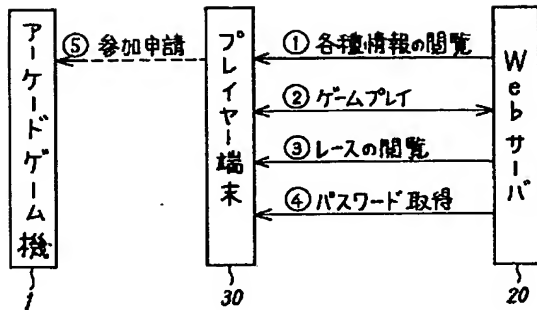 アーケードゲーム機
⑤ 参加申請
プレイヤー端末
① 各種情報の閲覧
② ゲームプレイ
③ レースの閲覧
④ パスワード取得
Webサーバ
1
30
20